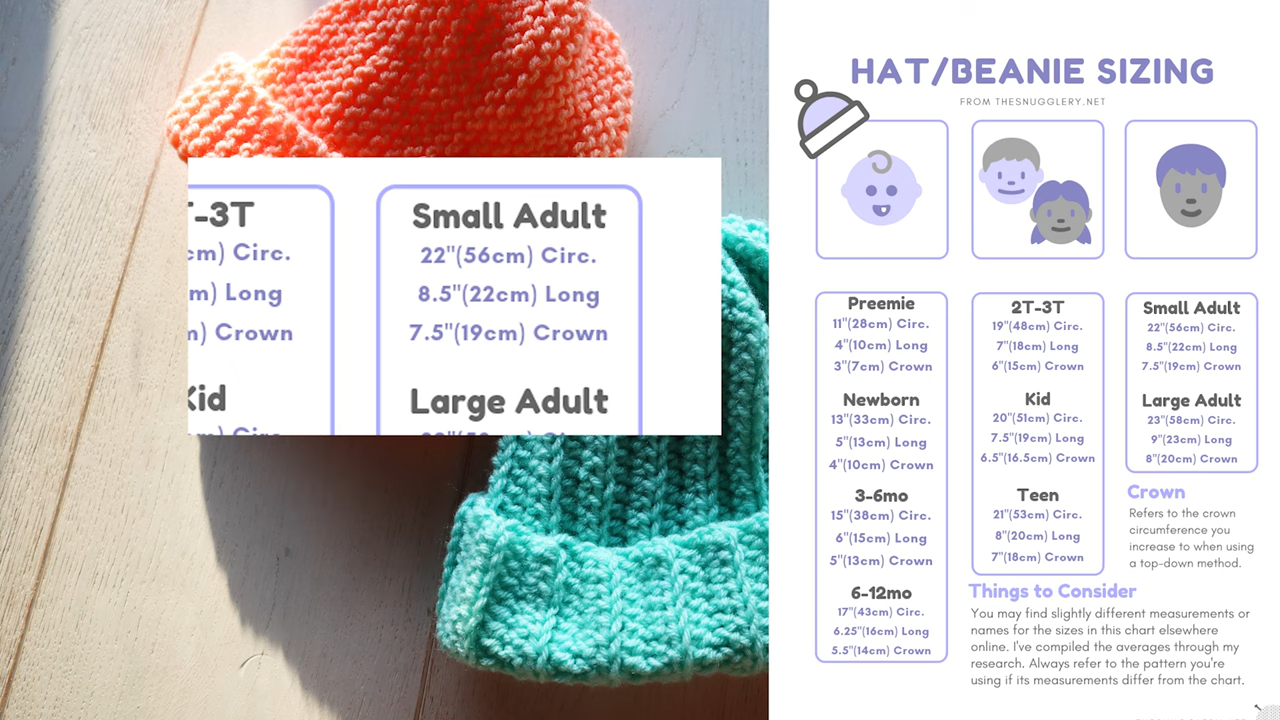 T-3T
cm) Circ.
m) Long
m) Crown
Kid
Small Adult
22"(56cm) Circ.
8.5"(22cm) Long
7.5"(19cm) Crown
Large Adult
HAT/BEANIE SIZING
FROM THESNUGGLERY.NET
Preemie
11"(28cm) Circ.
4"(10cm) Long
3"(7cm) Crown
Newborn
13"(33cm) Circ.
5"(13cm) Long
4"(10cm) Crown
3-6mo
15"(38cm) Circ.
6"(15cm) Long
5"(13cm) Crown
6-12mo
17"(43cm) Circ.
6.25"(16cm) Long
5.5"(14cm) Crown
2T-3T
19"(48cm) Circ.
7"(18cm) Long
6"(15cm) Crown
Kid
20"(51cm) Circ.
7.5"(19cm) Long
6.5"(16.5cm) Crown
Teen
21"(53cm) Circ.
8"(20cm) Long
7"(18cm) Crown
Small Adult
22"(56cm) Circ.
8.5"(22cm) Long
7.5"(19cm) Crown
Large Adult
23"(58cm) Circ.
9"(23cm) Long
8"(20cm) Crown
Crown
Refers to the crown
circumference you
increase to when using
a top-down method.
Things to Consider
You may find slightly different measurements or
names for the sizes in this chart elsewhere
online. I've compiled the averages through my
research. Always refer to the pattern you're
using if its measurements differ from the chart.